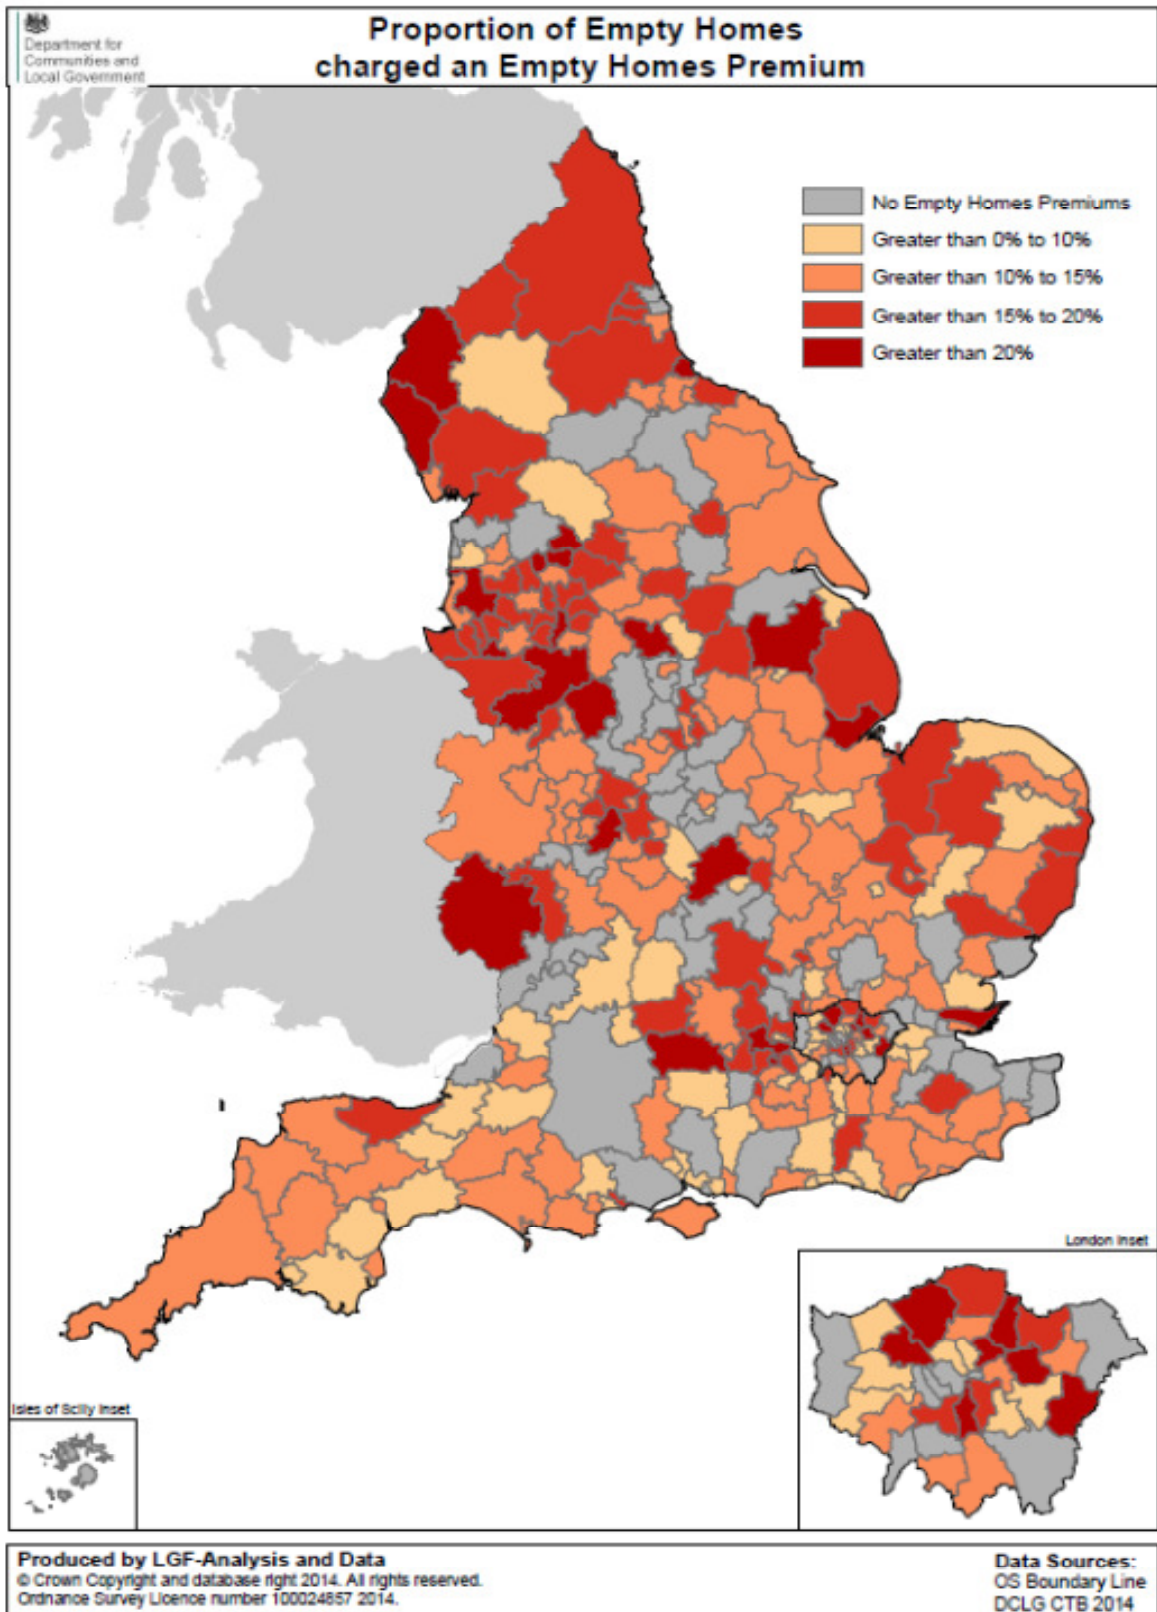 Department for
Communities and
Local Government
Proportion of Empty Homes
charged an Empty Homes Premium
No Empty Homes Premiums
Greater than 0% to 10%
Greater than 10% to 15%
Greater than 15% to 20%
Greater than 20%
London Inset
Isles of Scilly Inset
Produced by LGF-Analysis and Data
© Crown Copyright and database right 2014. All rights reserved.
Ordnance Survey Licence number 100024857 2014.
Data Sources:
OS Boundary Line
DCLG CTB 2014